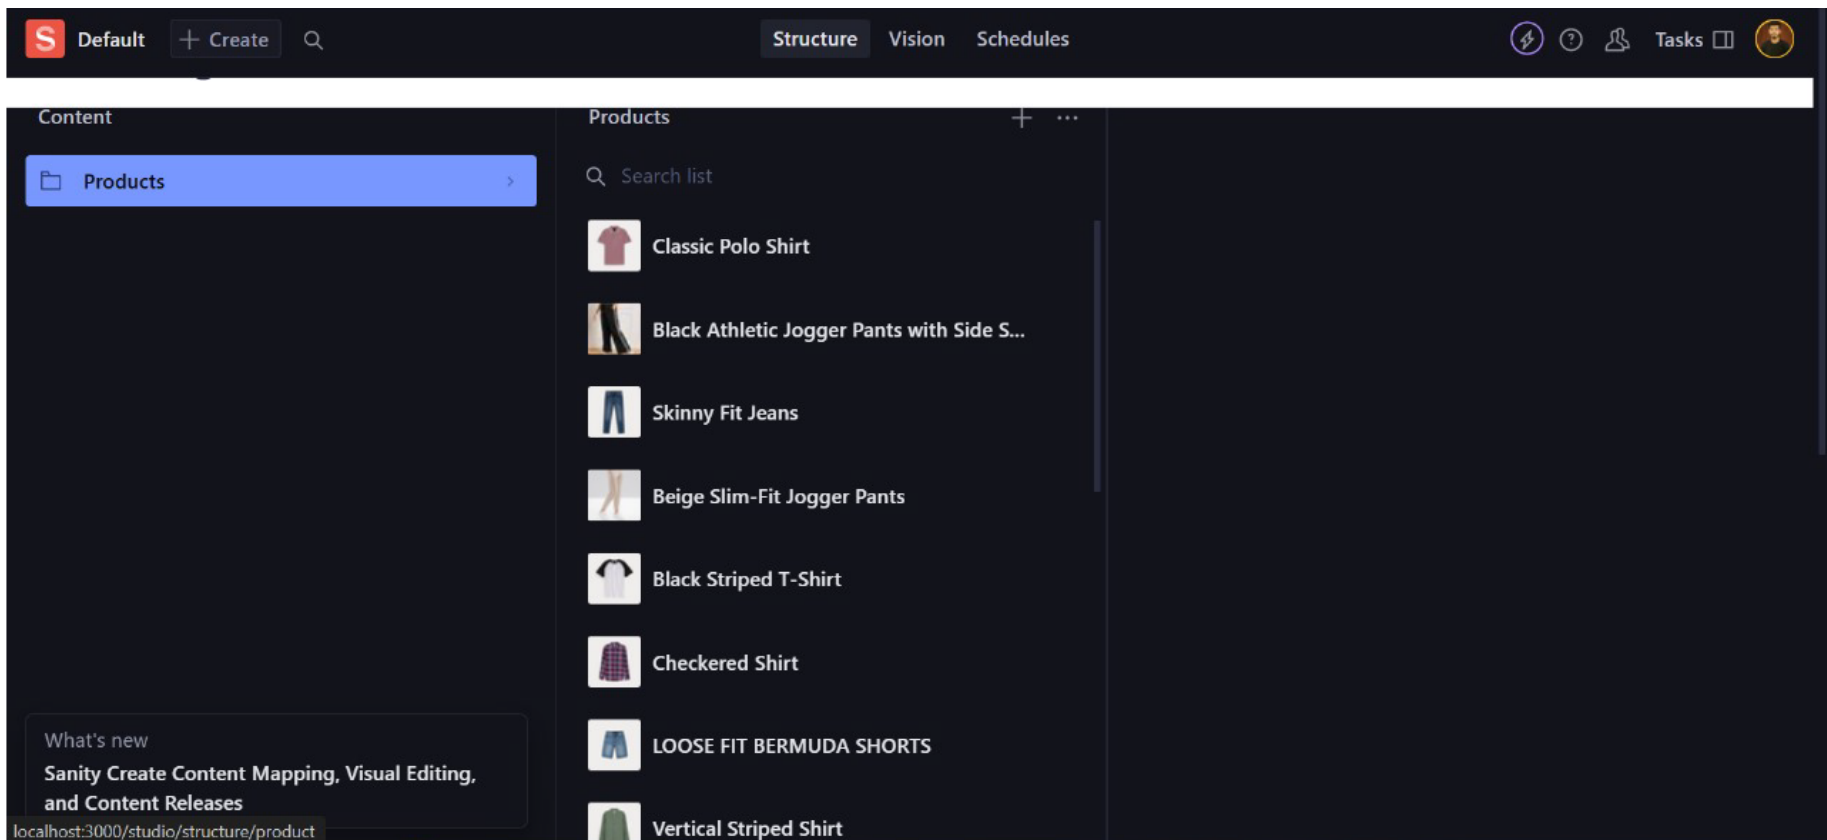 S Default + Create
Structure Vision Schedules
Tasks
Content
Products
Products
Search list
Classic Polo Shirt
Black Athletic Jogger Pants with Side S...
Skinny Fit Jeans
Beige Slim-Fit Jogger Pants
Black Striped T-Shirt
Checkered Shirt
LOOSE FIT BERMUDA SHORTS
Vertical Striped Shirt
What's new
Sanity Create Content Mapping, Visual Editing,
and Content Releases
localhost:3000/studio/structure/product